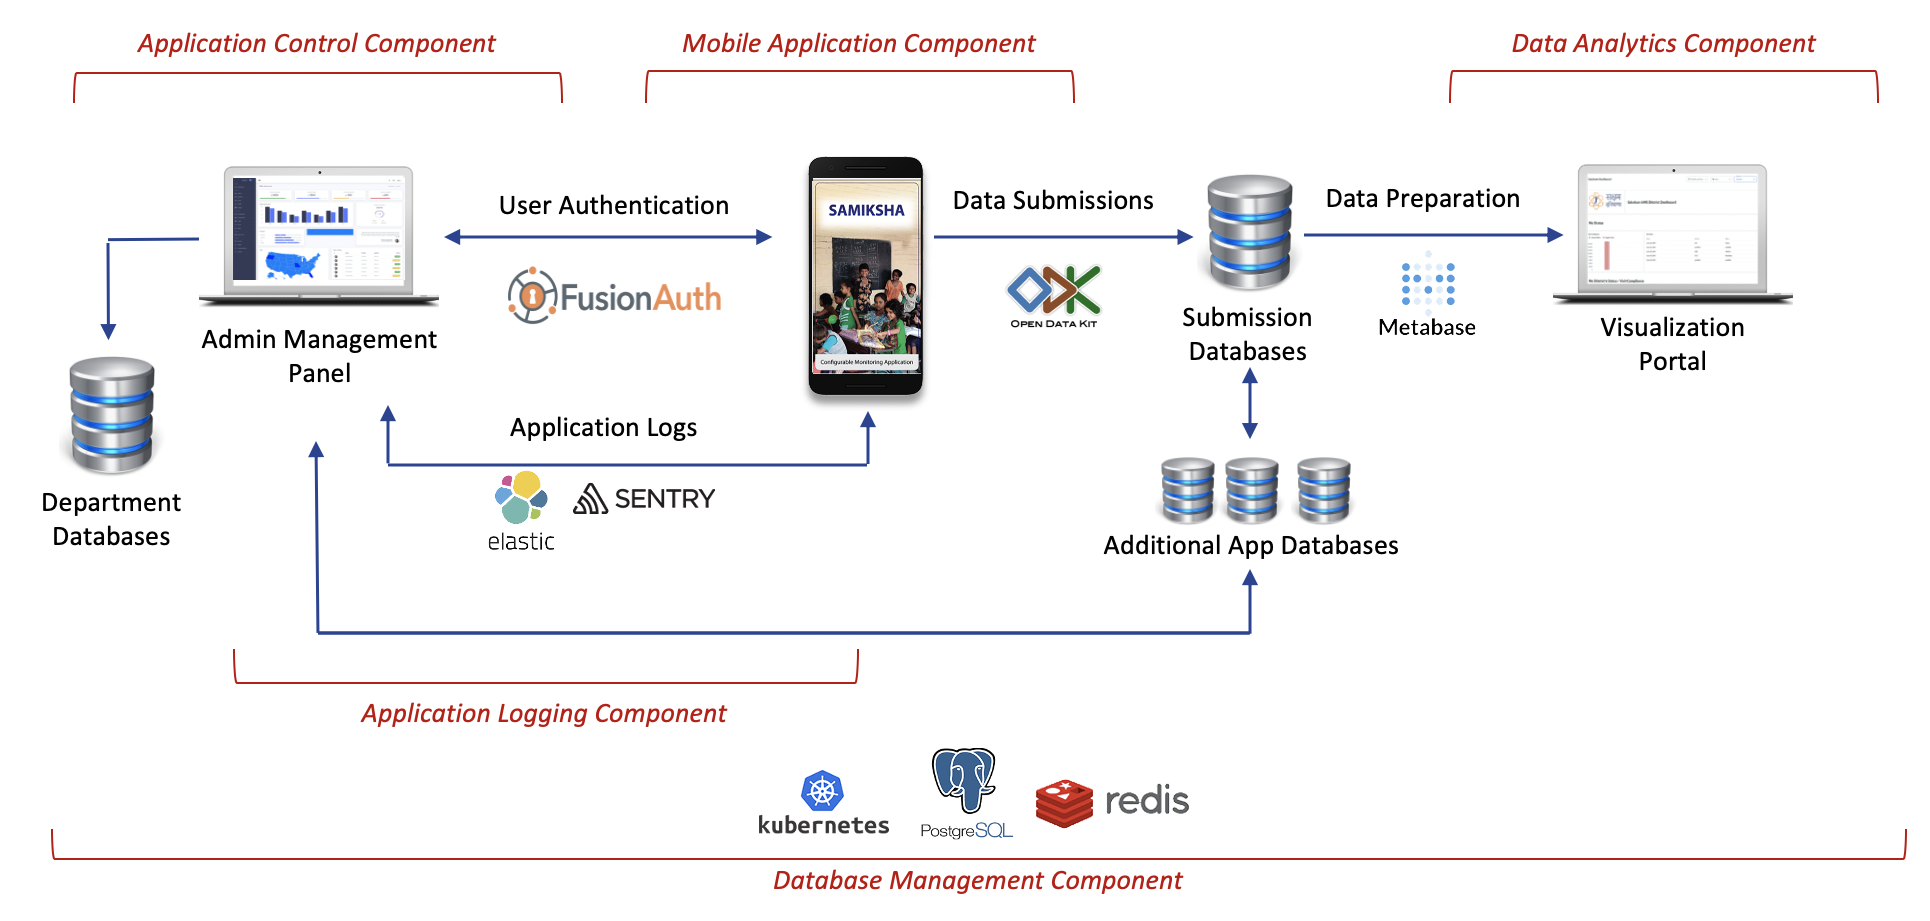 Application Control Component
Mobile Application Component
Data Analytics Component
User Authentication
FusionAuth
SAMIKSHA
Configurable Monitoring Application
Data Submissions
OPEN DATA KIT
Data Preparation
Metabase
Admin Management
Panel
Submission
Databases
Visualization
Portal
Application Logs
elastic
SENTRY
Department
Databases
Additional App Databases
Application Logging Component
kubernetes
PostgreSQL
redis
Database Management Component